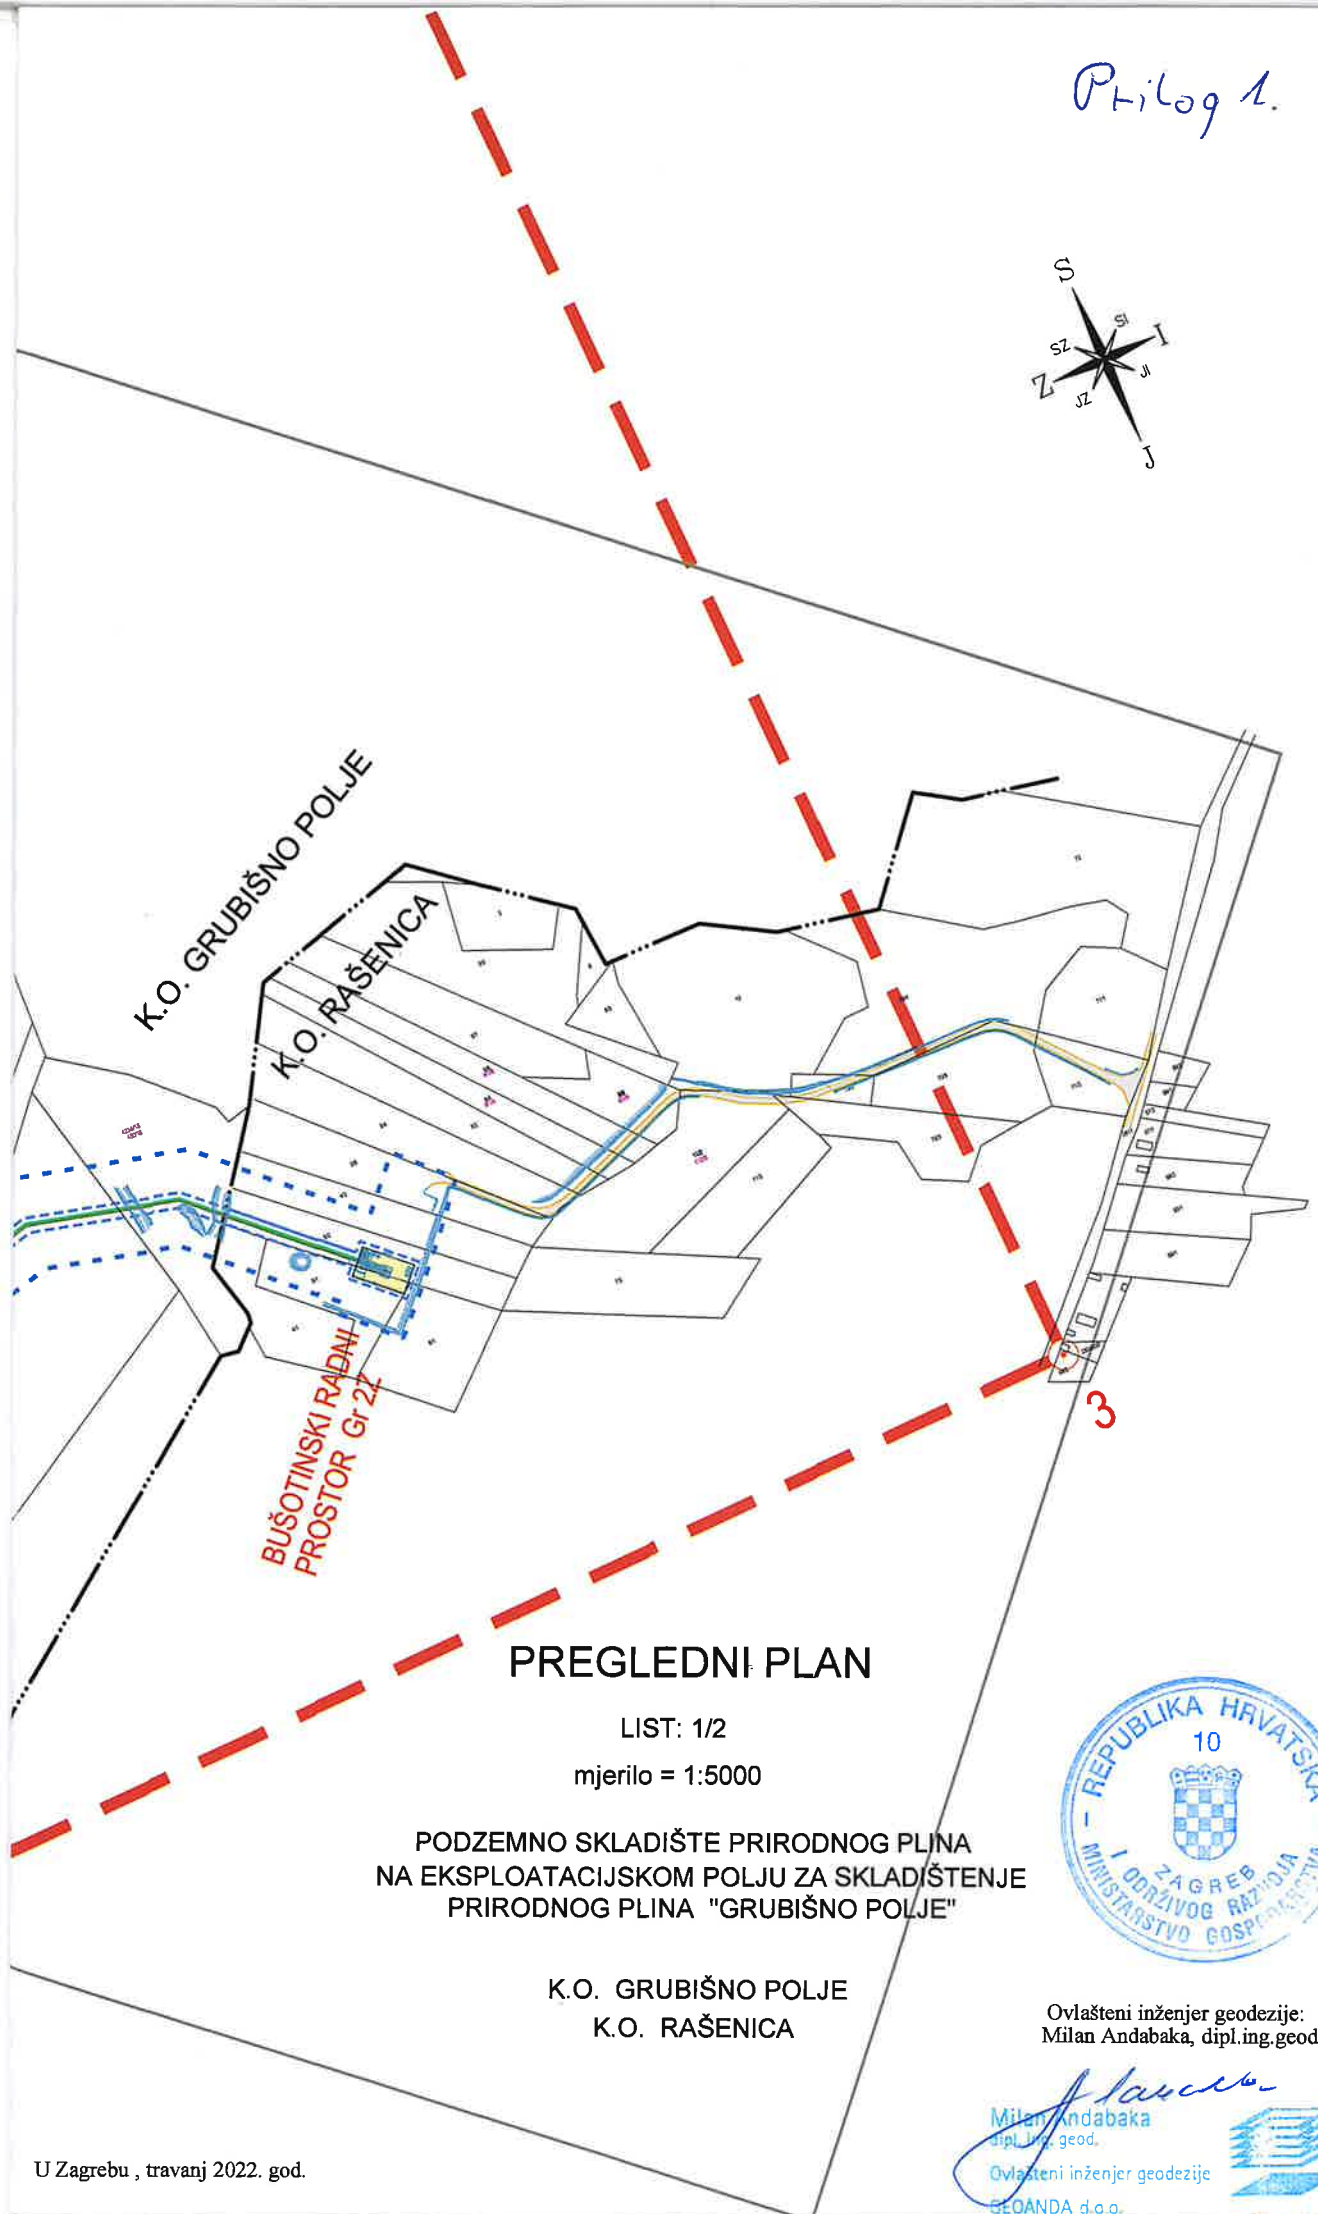 Prilog 1.
S
SI
I
SZ
Z
JZ
JI
J
K.O. GRUBIŠNO POLJE
K.O. RAŠENICA
BUŠOTINSKI RADNI
PROSTOR Gr 2Z
3
PREGLEDNI PLAN
LIST: 1/2
mjerilo = 1:5000
PODZEMNO SKLADIŠTE PRIRODNOG PLINA
NA EKSPLOATACIJSKOM POLJU ZA SKLADIŠTENJE
PRIRODNOG PLINA "GRUBIŠNO POLJE"
K.O. GRUBIŠNO POLJE
K.O. RAŠENICA
REPUBLIKA HRVATSKA
10
ZAGREB
I ODRŽIVOG RAZVOJA
MINISTARSTVO GOSPODARSTVA
Ovlašteni inženjer geodezije:
Milan Andabaka, dipl.ing.geod
Milan Andabaka
dipl. ing. geod.
Ovlašteni inženjer geodezije
GEOANDA d.o.o.
U Zagrebu , travanj 2022. god.